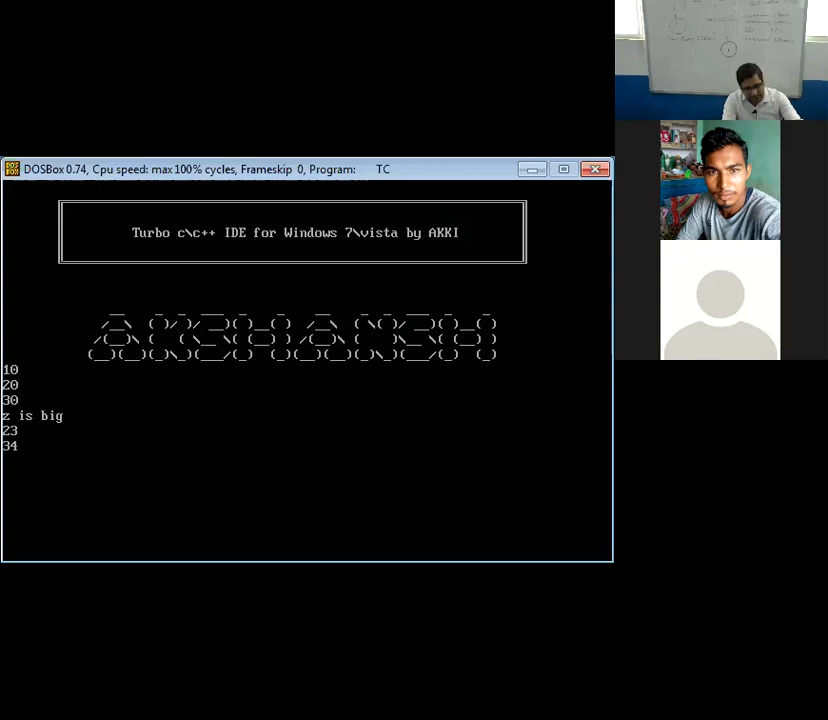 DOSBox 0.74, Cpu speed: max 100% cycles, Frameskip 0, Program: TC
Turbo c\c++ IDE for Windows 7\vista by AKKI
AKSHANSH
10
20
30
z is big
23
34